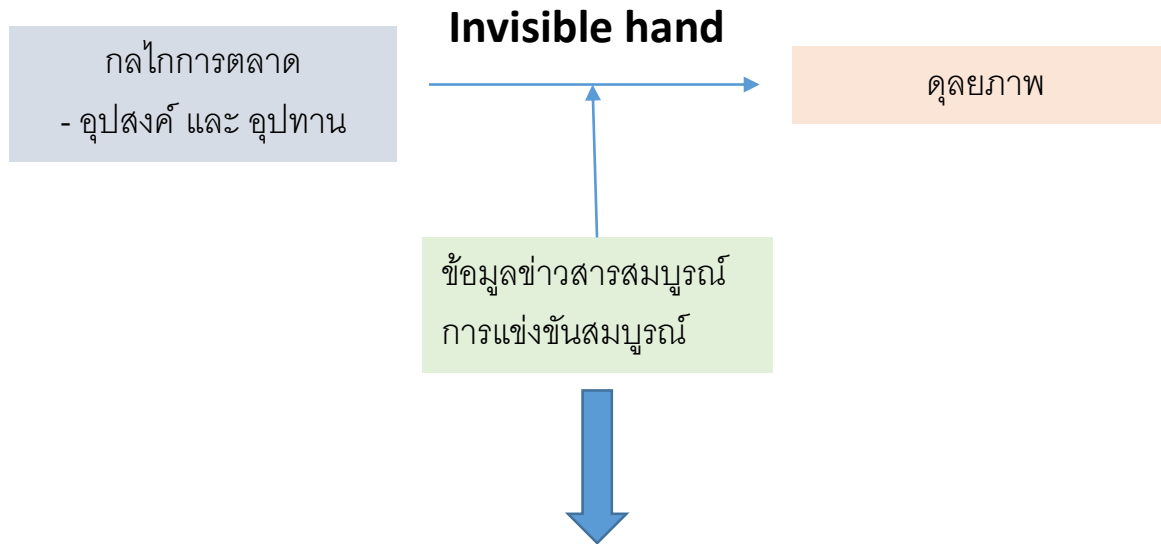 Invisible hand
กลไกการตลาด
- อุปสงค์ และ อุปทาน
ดุลยภาพ
ข้อมูลข่าวสารสมบูรณ์
การแข่งขันสมบูรณ์